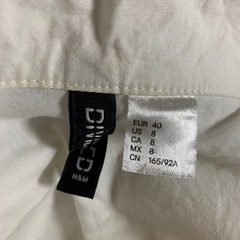 DIVIDED
H&M
EUR 40
US 8
CA 8
MX 8
CN 165/92A